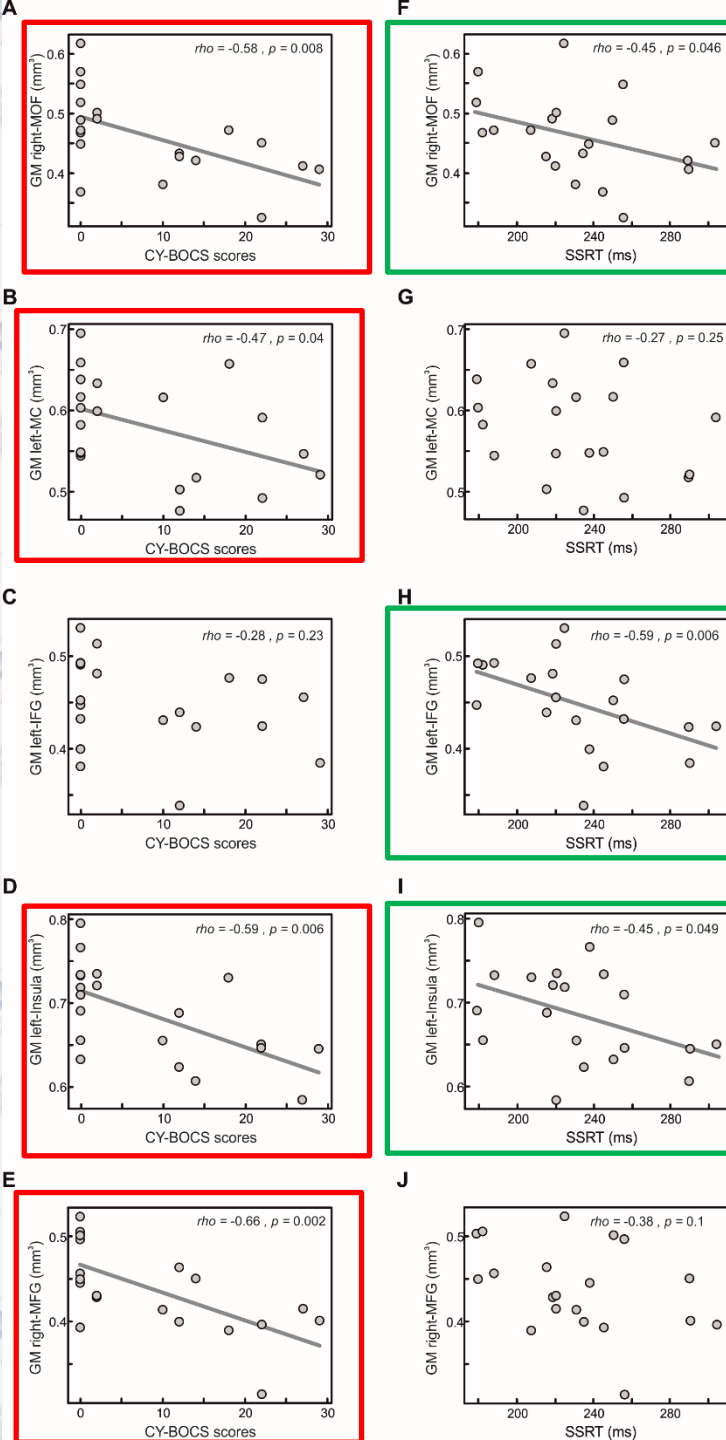 A
rho = -0.58 , p = 0.008
GM right-MOF (mm³)
0.6
0.5
0.4
0 10 20 30
CY-BOCS scores
F
rho = -0.45 , p = 0.046
GM right-MOF (mm³)
0.6
0.5
0.4
200 240 280
SSRT (ms)
B
rho = -0.47 , p = 0.04
GM left-MC (mm³)
0.7
0.6
0.5
0 10 20 30
CY-BOCS scores
G
rho = -0.27 , p = 0.25
GM left-MC (mm³)
0.7
0.6
0.5
200 240 280
SSRT (ms)
C
rho = -0.28 , p = 0.23
GM left-IFG (mm³)
0.5
0.4
0 10 20 30
CY-BOCS scores
H
rho = -0.59 , p = 0.006
GM left-IFG (mm³)
0.5
0.4
200 240 280
SSRT (ms)
D
rho = -0.59 , p = 0.006
GM left-Insula (mm³)
0.8
0.7
0.6
0 10 20 30
CY-BOCS scores
I
rho = -0.45 , p = 0.049
GM left-Insula (mm³)
0.8
0.7
0.6
200 240 280
SSRT (ms)
E
rho = -0.66 , p = 0.002
GM right-MFG (mm³)
0.5
0.4
0 10 20 30
CY-BOCS scores
J
rho = -0.38 , p = 0.1
GM right-MFG (mm³)
0.5
0.4
200 240 280
SSRT (ms)